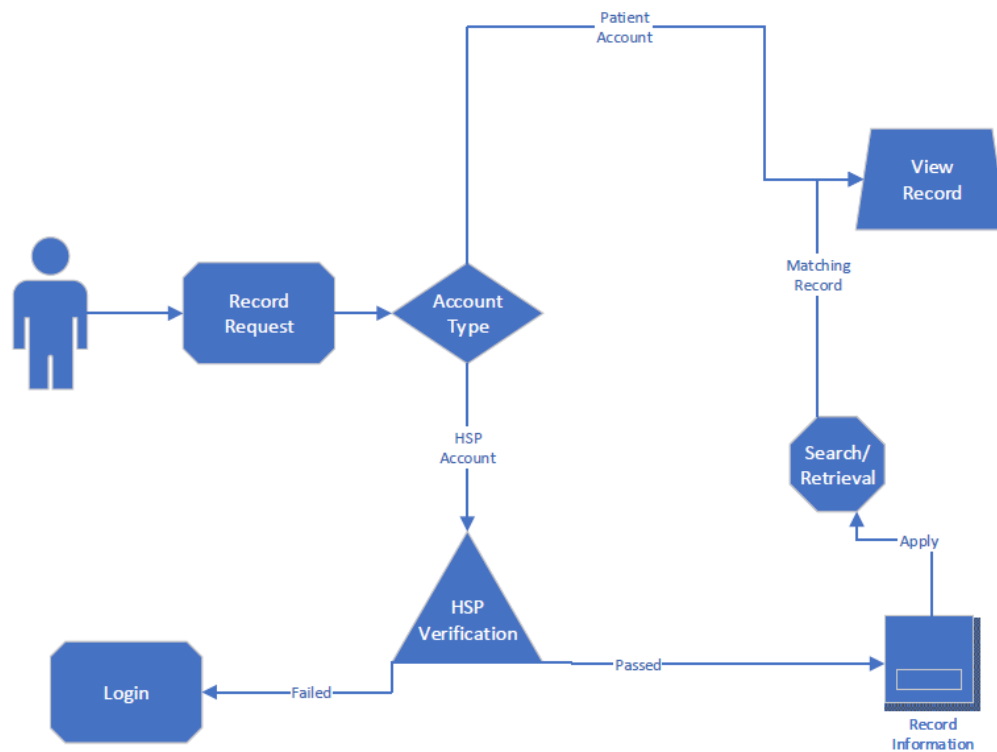 Patient
Account
View
Record
Matching
Record
Record
Request
Account
Type
HSP
Account
Search/
Retrieval
Apply
HSP
Verification
Passed
Failed
Login
Record
Information